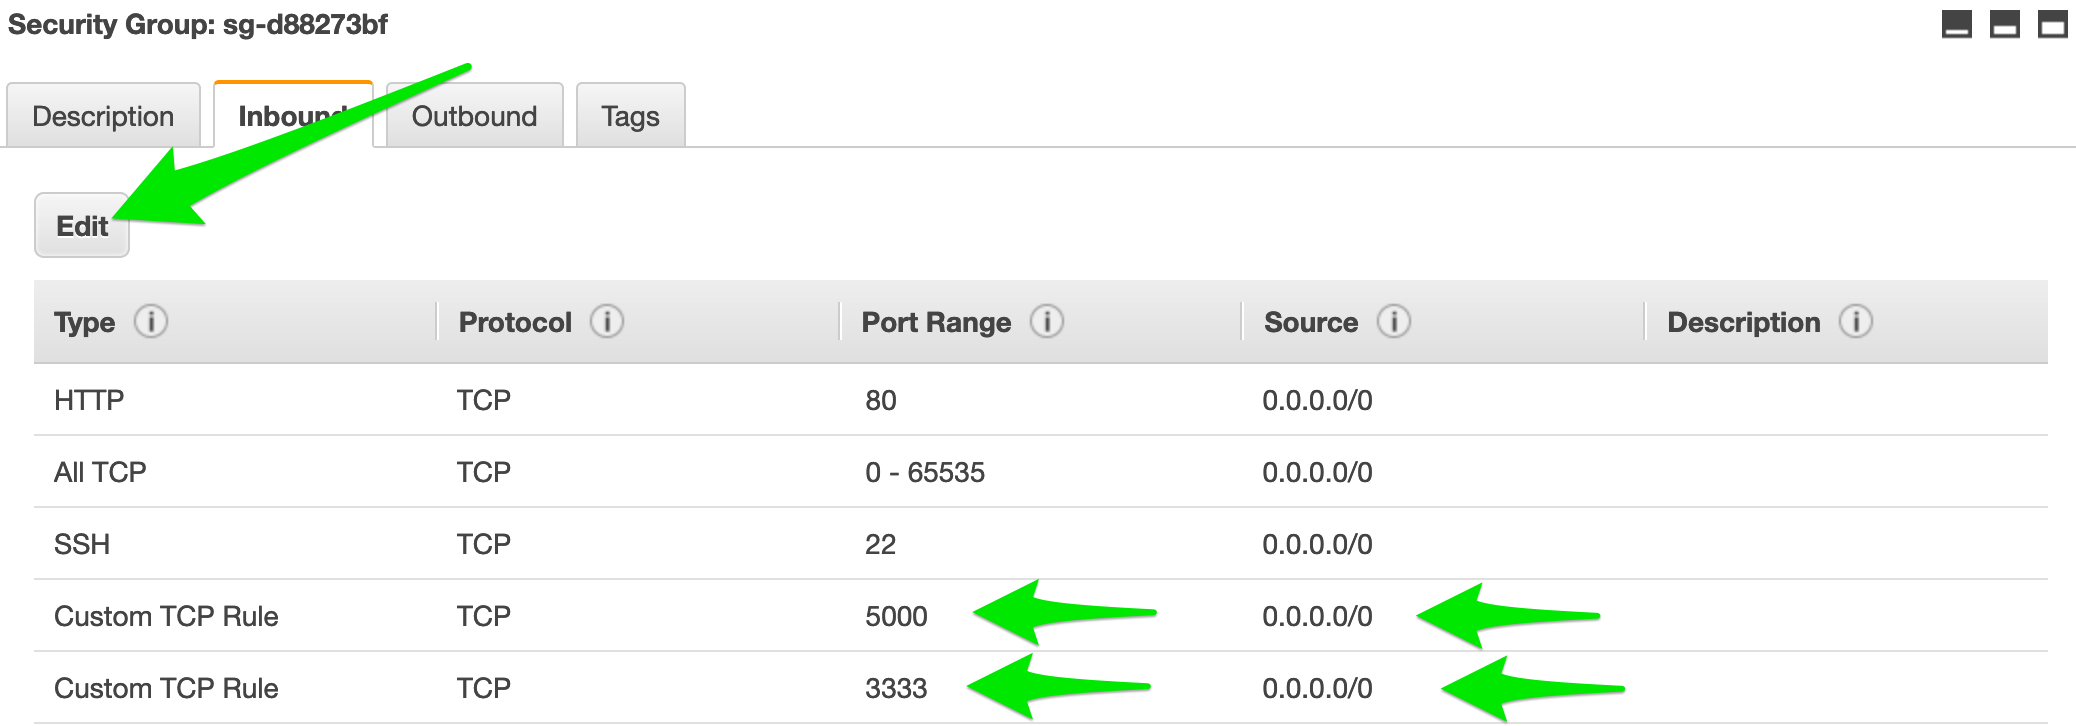 Security Group: sg-d88273bf
Description Inbound Outbound Tags
Edit
Type Protocol Port Range Source Description
HTTP TCP 80 0.0.0.0/0
All TCP TCP 0 - 65535 0.0.0.0/0
SSH TCP 22 0.0.0.0/0
Custom TCP Rule TCP 5000 0.0.0.0/0
Custom TCP Rule TCP 3333 0.0.0.0/0